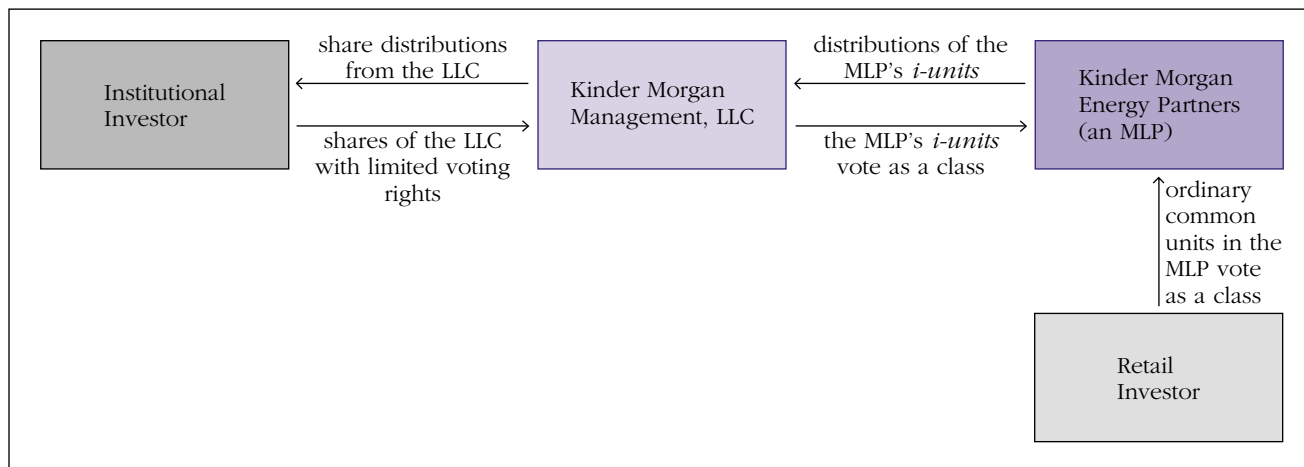 Institutional
Investor
share distributions
from the LLC
shares of the LLC
with limited voting
rights
Kinder Morgan
Management, LLC
distributions of the
MLP's i-units
the MLP's i-units
vote as a class
Kinder Morgan
Energy Partners
(an MLP)
ordinary
common
units in the
MLP vote
as a class
Retail
Investor